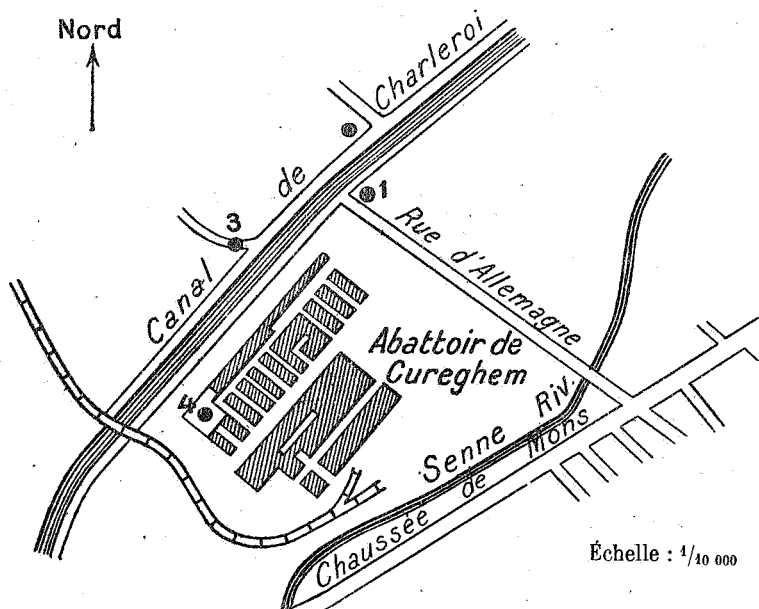 Nord
Canal de Charleroi
1
3
Rue d'Allemagne
Abattoir de
Cureghem
4
Senne Riv.
Chaussée de Mons
Échelle : 1/10 000